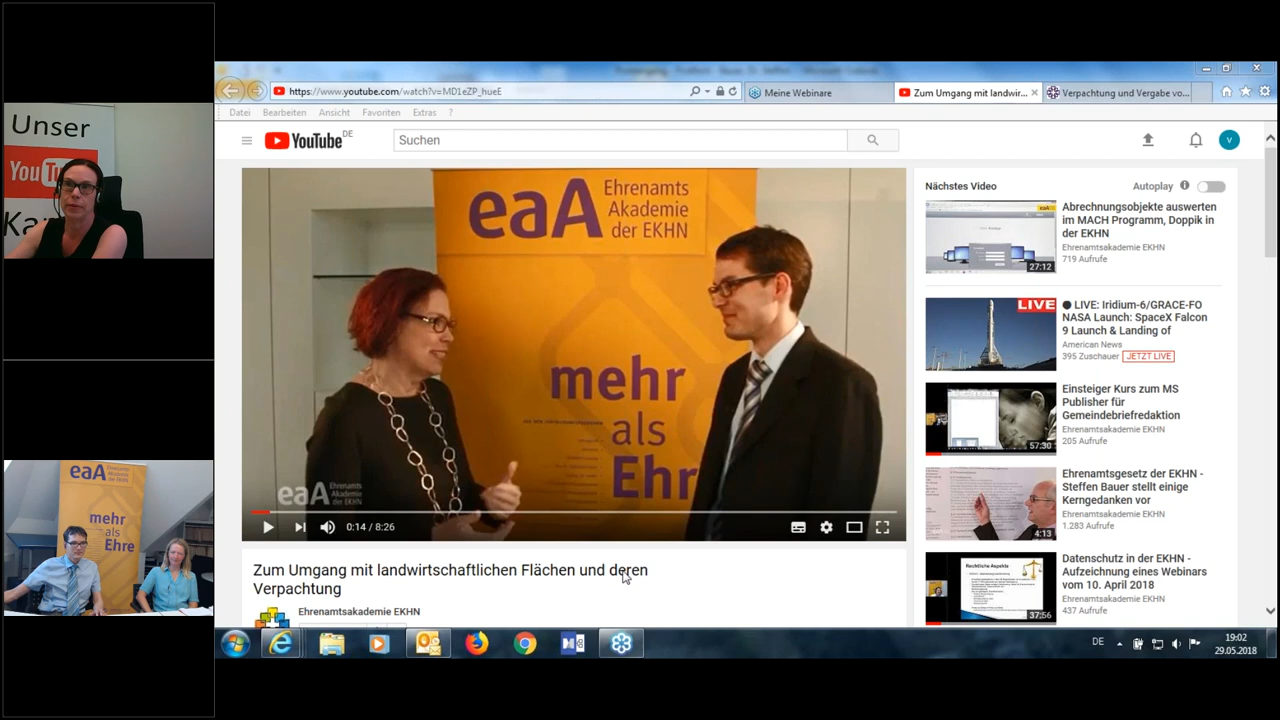 Unser
YouTu
Ka
eaA Ehrenamts
Akademie
der EKHN
mehr
als
Ehre
https://www.youtube.com/watch?v=MD1eZP_hueE
Meine Webinare
Zum Umgang mit landwir...
Verpachtung und Vergabe vo...
Datei Bearbeiten Ansicht Favoriten Extras ?
YouTube DE
Suchen
v
eaA Ehrenamts
Akademie
der EKHN
mehr
als
Ehr
eaA Ehrenamts
Akademie
der EKHN
0:14 / 8:26
Zum Umgang mit landwirtschaftlichen Flächen und deren
Verpachtung
Ehrenamtsakademie EKHN
Nächstes Video Autoplay
Abrechnungsobjekte auswerten
im MACH Programm, Doppik in
der EKHN
Ehrenamtsakademie EKHN
719 Aufrufe
27:12
LIVE
LIVE: Iridium-6/GRACE-FO
NASA Launch: SpaceX Falcon
9 Launch & Landing of
American News
395 Zuschauer JETZT LIVE
Einsteiger Kurs zum MS
Publisher für
Gemeindebriefredaktion
Ehrenamtsakademie EKHN
205 Aufrufe
57:30
Ehrenamtsgesetz der EKHN -
Steffen Bauer stellt einige
Kerngedanken vor
Ehrenamtsakademie EKHN
1.283 Aufrufe
4:13
Rechtliche Aspekte
Datenschutz in der EKHN -
Aufzeichnung eines Webinars
vom 10. April 2018
Ehrenamtsakademie EKHN
437 Aufrufe
37:56
DE
19:02
29.05.2018